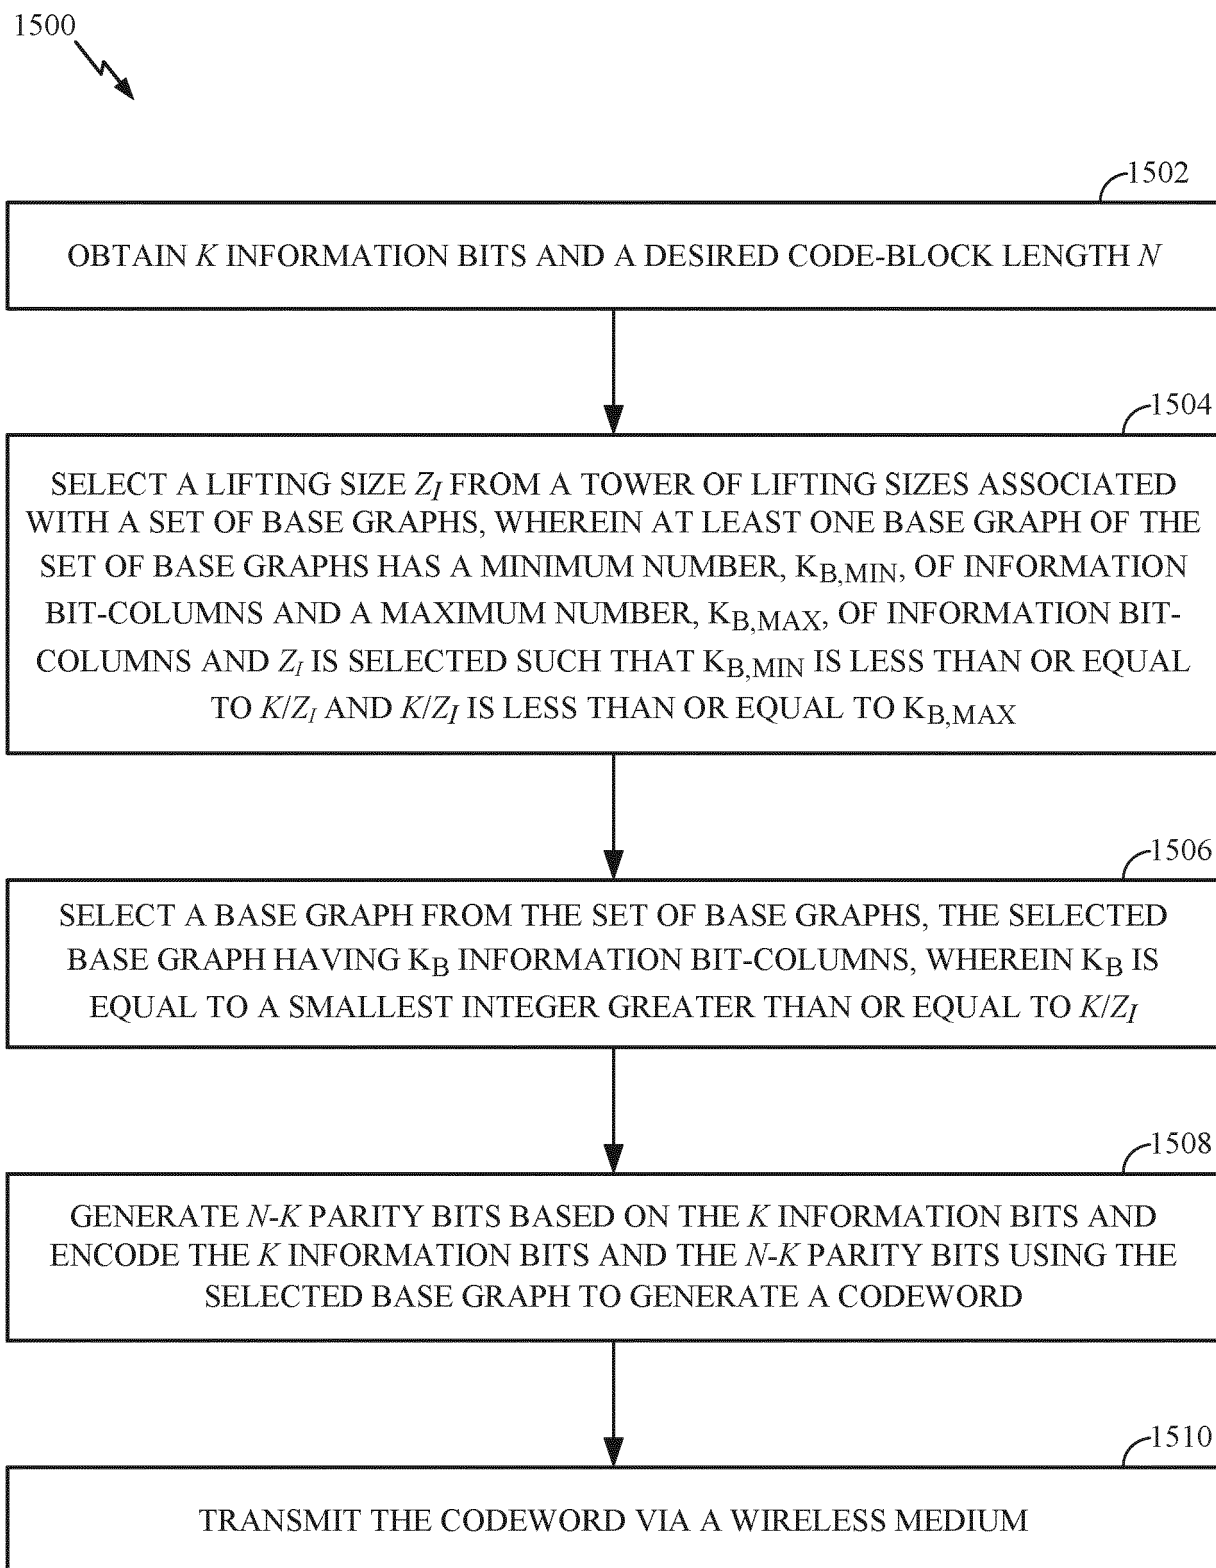 1500
1502
OBTAIN K INFORMATION BITS AND A DESIRED CODE-BLOCK LENGTH N
1504
SELECT A LIFTING SIZE Z_I FROM A TOWER OF LIFTING SIZES ASSOCIATED
WITH A SET OF BASE GRAPHS, WHEREIN AT LEAST ONE BASE GRAPH OF THE
SET OF BASE GRAPHS HAS A MINIMUM NUMBER, K_B,MIN, OF INFORMATION
BIT-COLUMNS AND A MAXIMUM NUMBER, K_B,MAX, OF INFORMATION BIT-
COLUMNS AND Z_I IS SELECTED SUCH THAT K_B,MIN IS LESS THAN OR EQUAL
TO K/Z_I AND K/Z_I IS LESS THAN OR EQUAL TO K_B,MAX
1506
SELECT A BASE GRAPH FROM THE SET OF BASE GRAPHS, THE SELECTED
BASE GRAPH HAVING K_B INFORMATION BIT-COLUMNS, WHEREIN K_B IS
EQUAL TO A SMALLEST INTEGER GREATER THAN OR EQUAL TO K/Z_I
1508
GENERATE N-K PARITY BITS BASED ON THE K INFORMATION BITS AND
ENCODE THE K INFORMATION BITS AND THE N-K PARITY BITS USING THE
SELECTED BASE GRAPH TO GENERATE A CODEWORD
1510
TRANSMIT THE CODEWORD VIA A WIRELESS MEDIUM